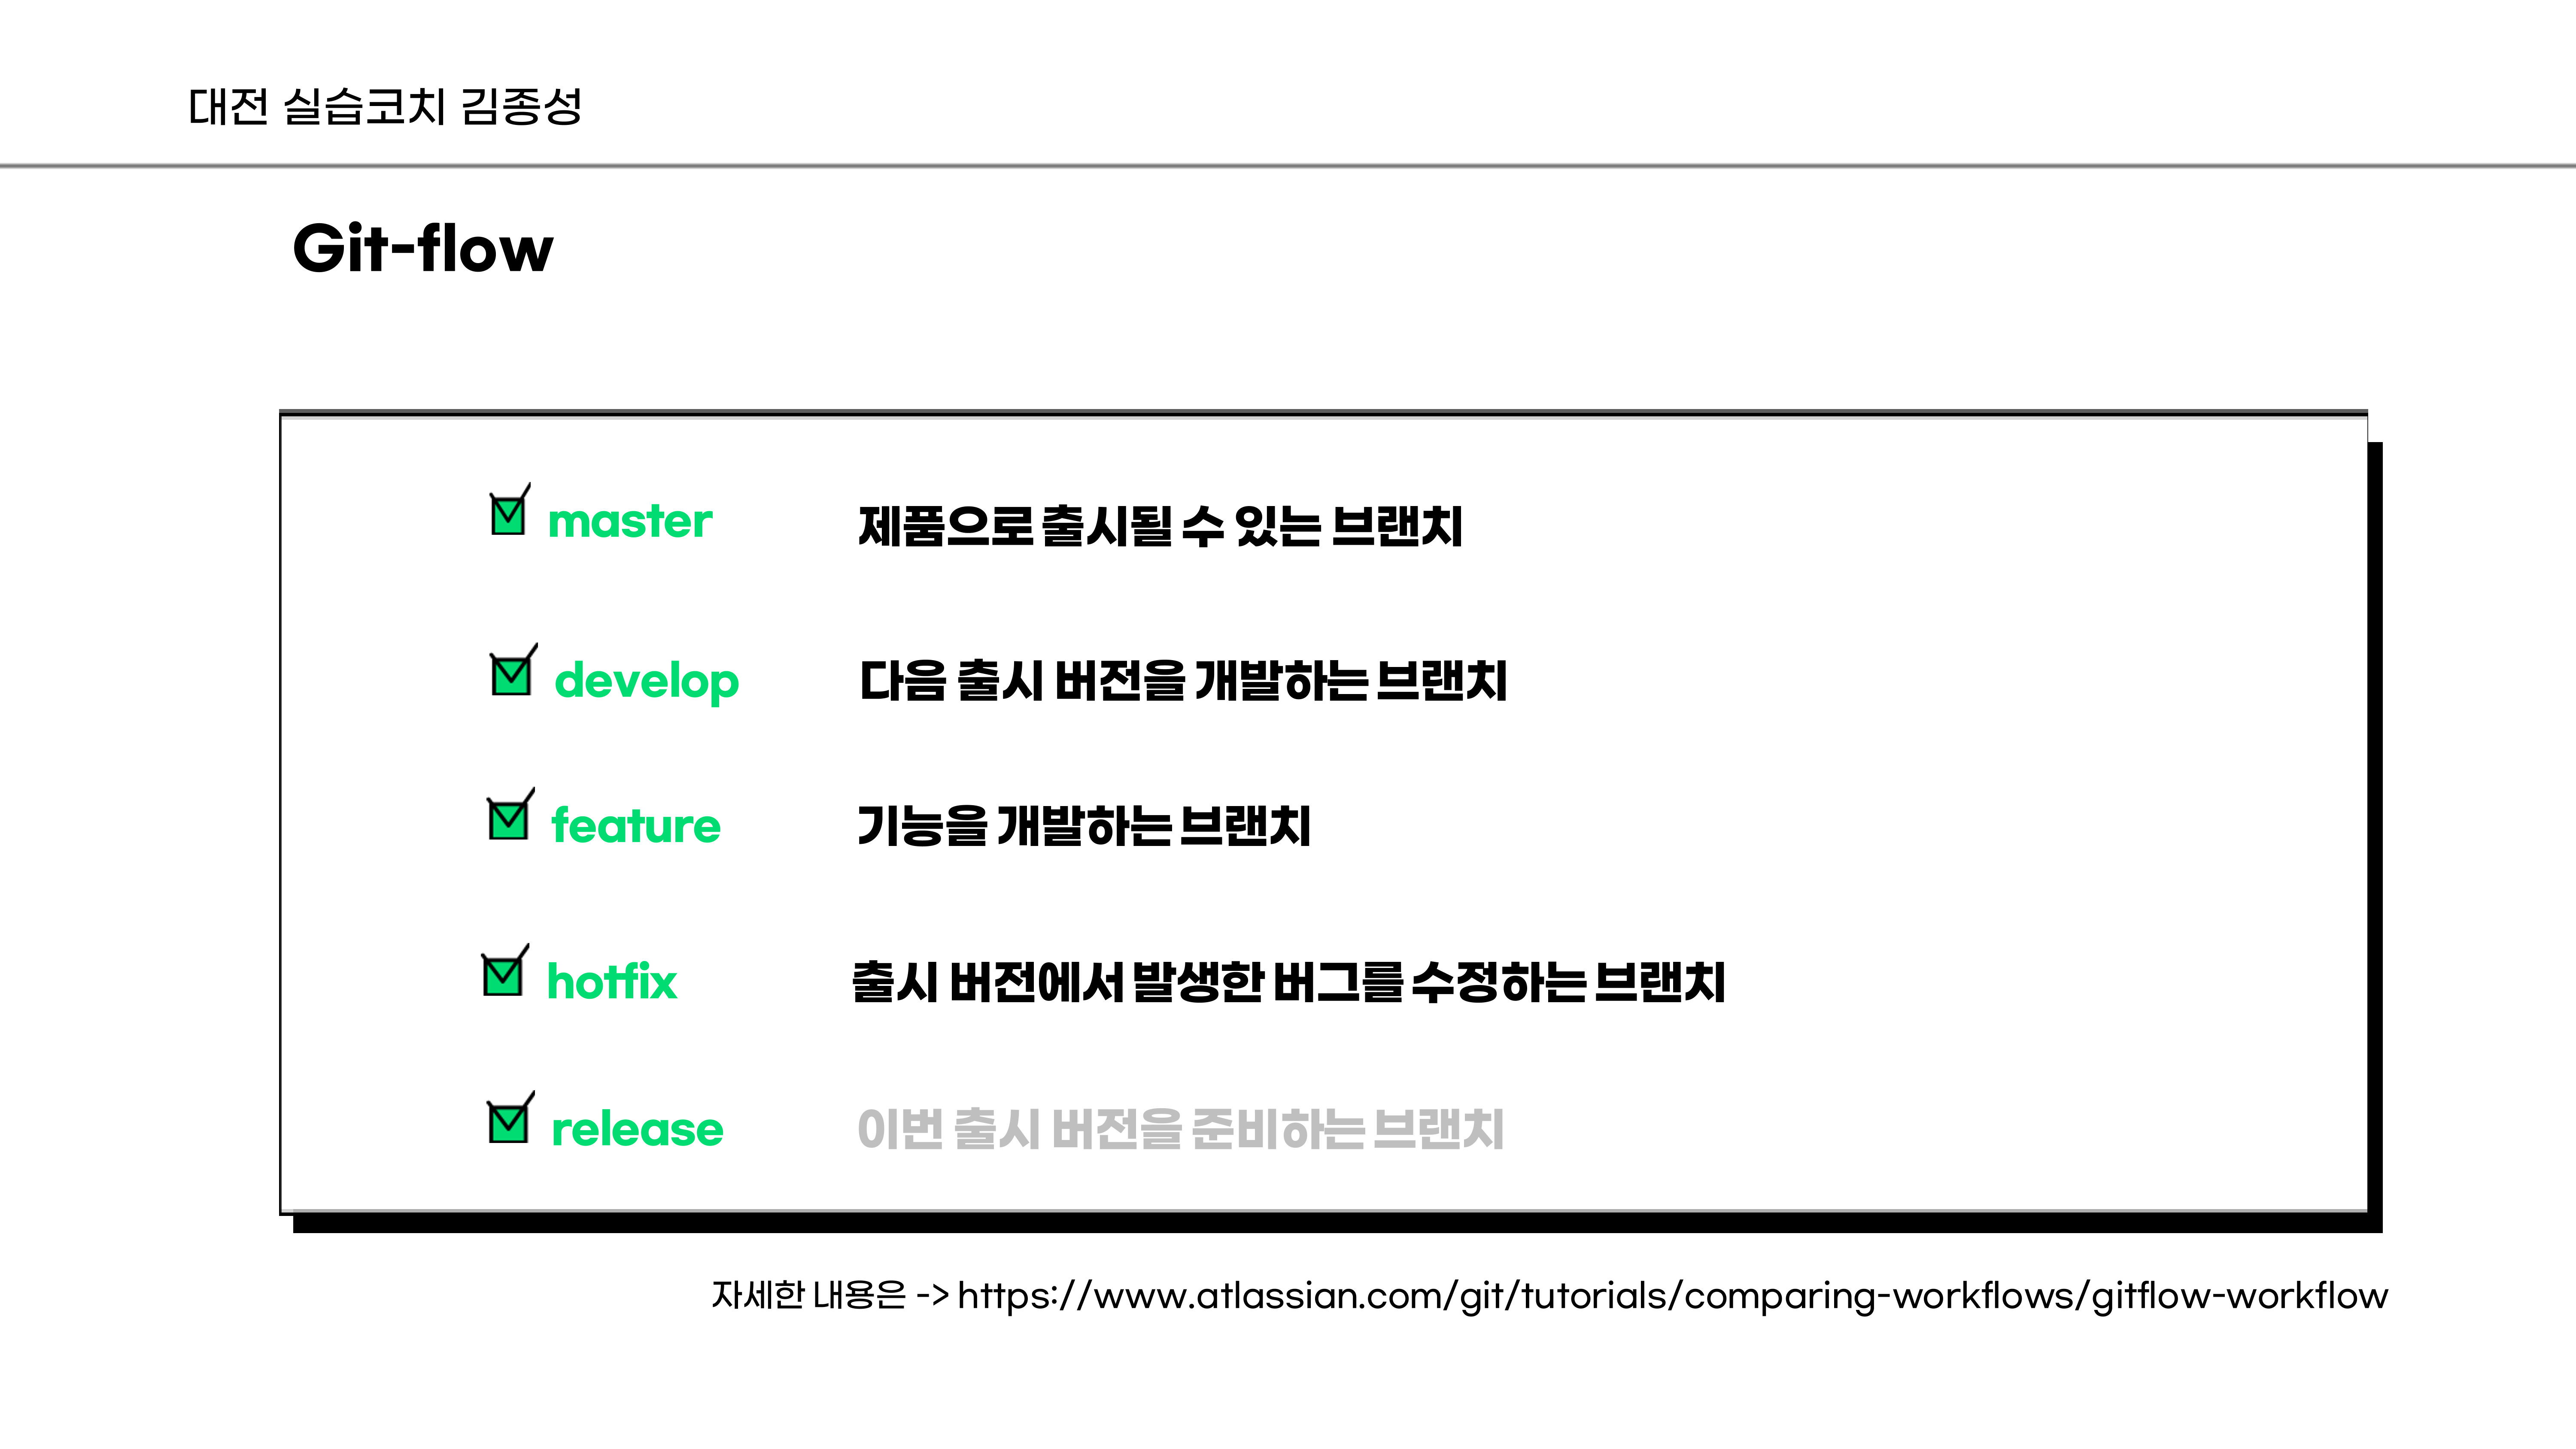 대전 실습코치 김종성
Git-flow
master 제품으로 출시될 수 있는 브랜치
develop 다음 출시 버전을 개발하는 브랜치
feature 기능을 개발하는 브랜치
hotfix 출시 버전에서 발생한 버그를 수정하는 브랜치
release 이번 출시 버전을 준비하는 브랜치
자세한 내용은 -> https://www.atlassian.com/git/tutorials/comparing-workflows/gitflow-workflow